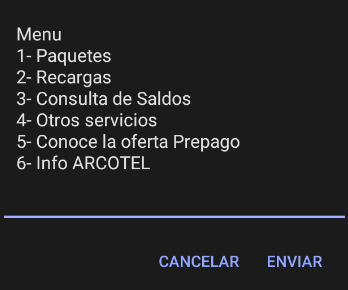 Menu
1- Paquetes
2- Recargas
3- Consulta de Saldos
4- Otros servicios
5- Conoce la oferta Prepago
6- Info ARCOTEL
CANCELAR ENVIAR